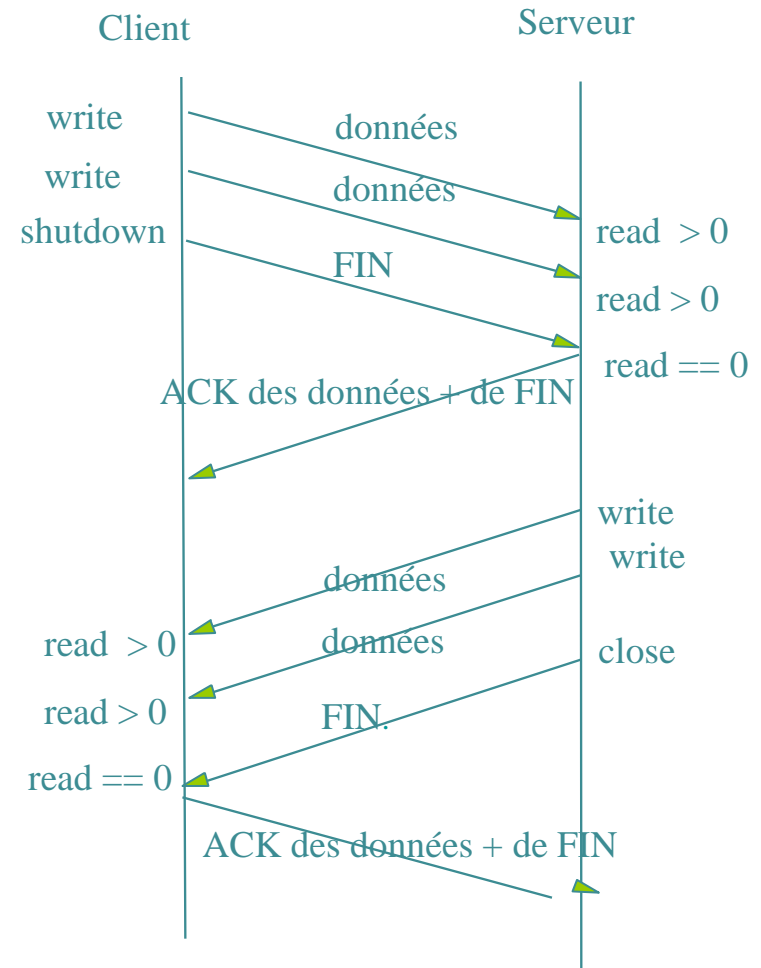 Client
Serveur
write
données
write
données
shutdown
read > 0
FIN
read > 0
read == 0
ACK des données + de FIN
write
write
données
read > 0
données
close
read > 0
FIN.
read == 0
ACK des données + de FIN